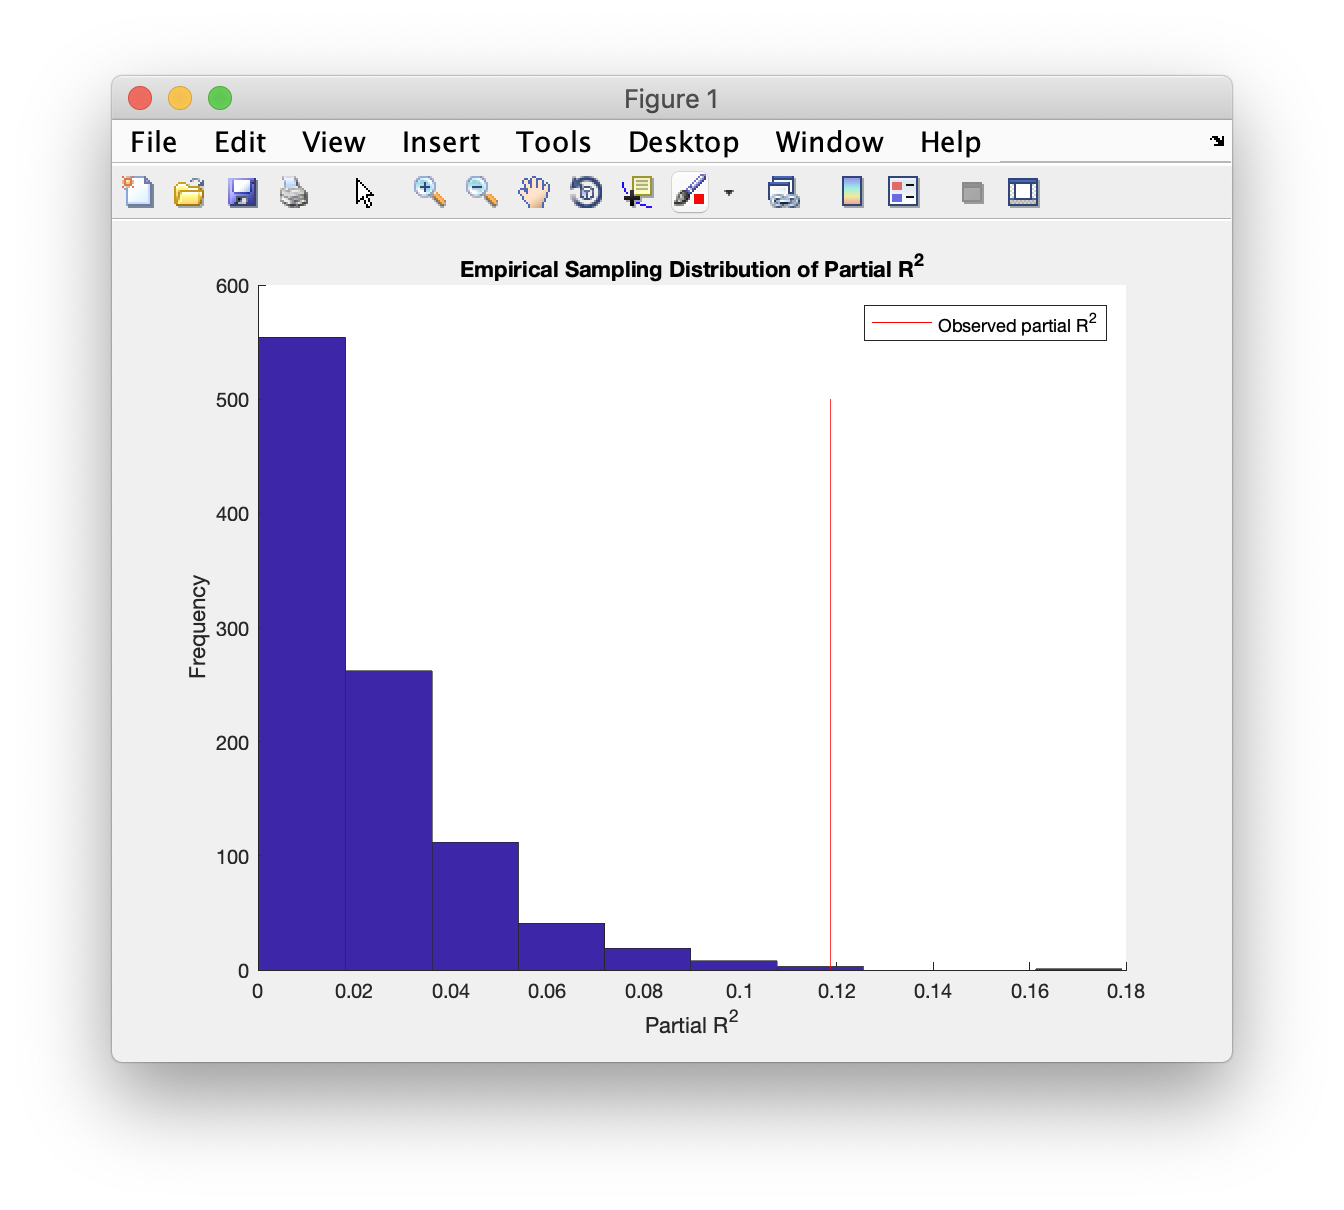 Figure 1
File Edit View Insert Tools Desktop Window Help
Empirical Sampling Distribution of Partial R²
Observed partial R²
600
500
400
300
200
100
0
Frequency
0 0.02 0.04 0.06 0.08 0.1 0.12 0.14 0.16 0.18
Partial R²